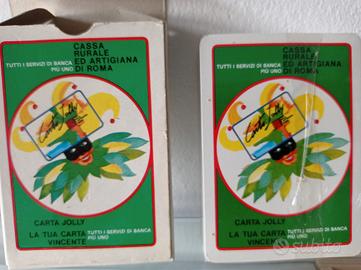 CASSA
RURALE
TUTTI I SERVIZI DI BANCA ED ARTIGIANA
PIÙ UNO DI ROMA
Carta Jolly
CARTA JOLLY
LA TUA CARTA TUTTI I SERVIZI DI BANCA
VINCENTE PIÙ UNO
CASSA
RURALE
TUTTI I SERVIZI DI BANCA ED ARTIGIANA
PIÙ UNO DI ROMA
Carta Jolly
CARTA JOLLY
LA TUA CARTA TUTTI I SERVIZI DI BANCA
VINCENTE PIÙ UNO
subito